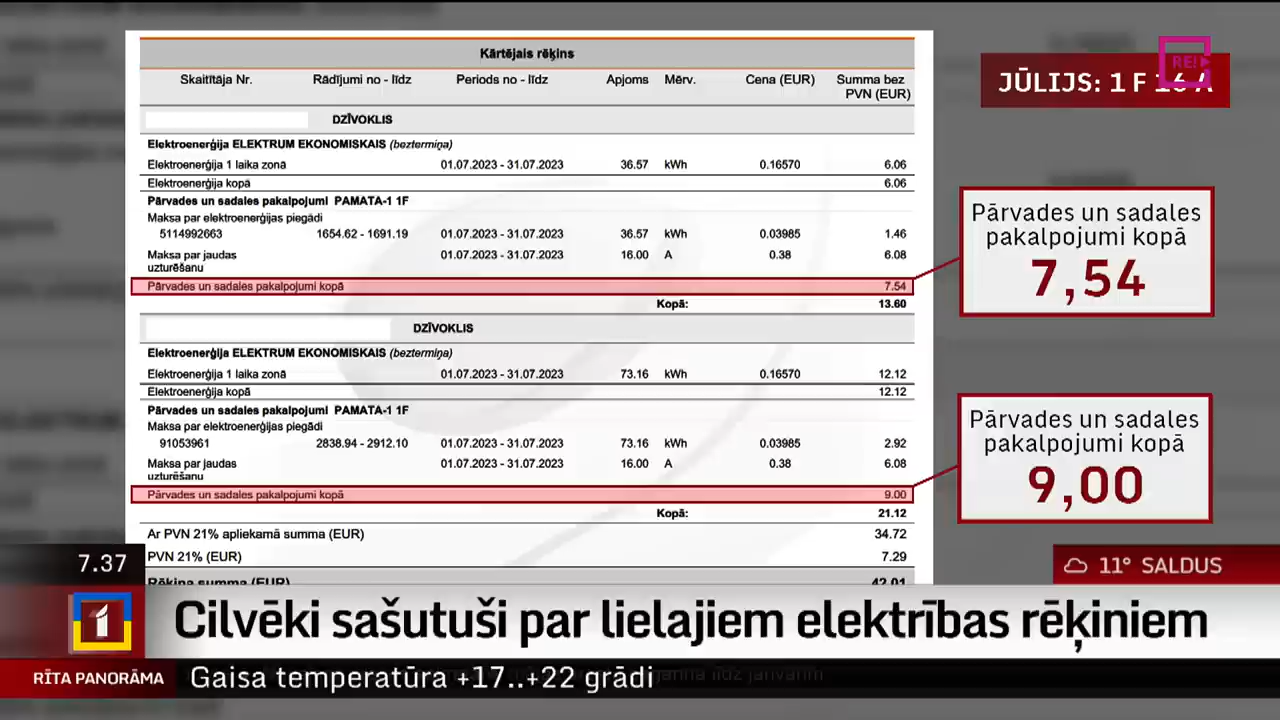 Kārtējais rēķins
Skaitītāja Nr. Rādījumi no - līdz Periods no - līdz Apjoms Mērv. Cena (EUR) Summa bez
PVN (EUR)
DZĪVOKLIS
Elektroenerģija ELEKTRUM EKONOMISKAIS (beztermiņa)
Elektroenerģija 1 laika zonā 01.07.2023 - 31.07.2023 36.57 kWh 0.16570 6.06
Elektroenerģija kopā 6.06
Pārvades un sadales pakalpojumi PAMATA-1 1F
Maksa par elektroenerģijas piegādi
5114992663 1654.62 - 1691.19 01.07.2023 - 31.07.2023 36.57 kWh 0.03985 1.46
Maksa par jaudas 01.07.2023 - 31.07.2023 16.00 A 0.38 6.08
uzturēšanu
Pārvades un sadales pakalpojumi kopā 7.54
Kopā: 13.60
DZĪVOKLIS
Elektroenerģija ELEKTRUM EKONOMISKAIS (beztermiņa)
Elektroenerģija 1 laika zonā 01.07.2023 - 31.07.2023 73.16 kWh 0.16570 12.12
Elektroenerģija kopā 12.12
Pārvades un sadales pakalpojumi PAMATA-1 1F
Maksa par elektroenerģijas piegādi
91053961 2838.94 - 2912.10 01.07.2023 - 31.07.2023 73.16 kWh 0.03985 2.92
Maksa par jaudas 01.07.2023 - 31.07.2023 16.00 A 0.38 6.08
uzturēšanu
Pārvades un sadales pakalpojumi kopā 9.00
Kopā: 21.12
Ar PVN 21% apliekamā summa (EUR) 34.72
PVN 21% (EUR) 7.29
Rēķina summa (EUR) 42.01
RE!
JŪLIJS: 1 F 16 A
Pārvades un sadales
pakalpojumi kopā
7,54
Pārvades un sadales
pakalpojumi kopā
9,00
7.37
11° SALDUS
1
Cilvēki sašutuši par lielajiem elektrības rēķiniem
RĪTA PANORĀMA
Gaisa temperatūra +17..+22 grādi